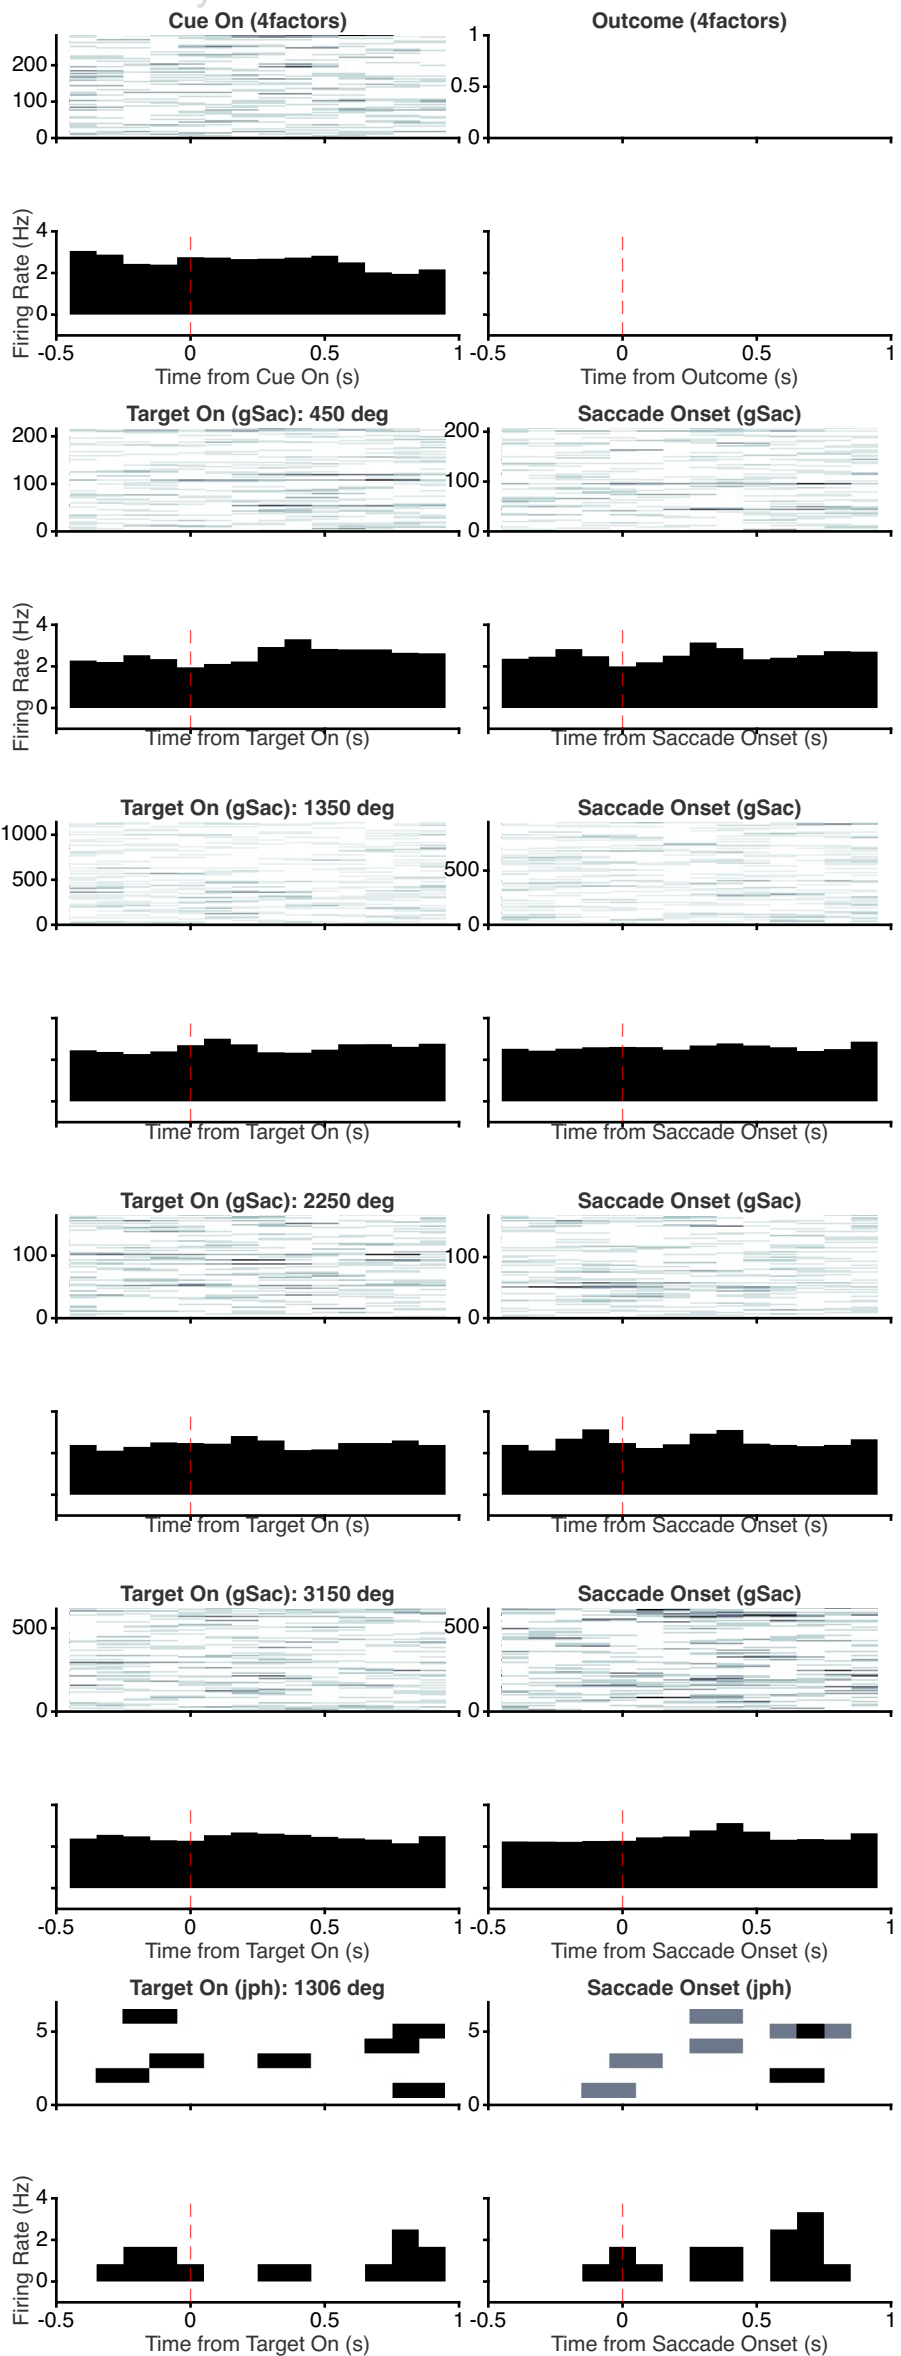 Cue On (4factors) Outcome (4factors)
200
100
0
1
0.5
0
Firing Rate (Hz)
4
2
0
-0.5 0 0.5 1 -0.5 0 0.5 1
Time from Cue On (s) Time from Outcome (s)
Target On (gSac): 450 deg Saccade Onset (gSac)
200
100
0
200
100
0
Firing Rate (Hz)
4
2
0
Time from Target On (s) Time from Saccade Onset (s)
Target On (gSac): 1350 deg Saccade Onset (gSac)
1000
500
0
500
0
Time from Target On (s) Time from Saccade Onset (s)
Target On (gSac): 2250 deg Saccade Onset (gSac)
100
0
100
0
Time from Target On (s) Time from Saccade Onset (s)
Target On (gSac): 3150 deg Saccade Onset (gSac)
500
0
500
0
-0.5 0 0.5 1 -0.5 0 0.5 1
Time from Target On (s) Time from Saccade Onset (s)
Target On (jph): 1306 deg Saccade Onset (jph)
5
0
5
0
Firing Rate (Hz)
4
2
0
-0.5 0 0.5 1 -0.5 0 0.5 1
Time from Target On (s) Time from Saccade Onset (s)